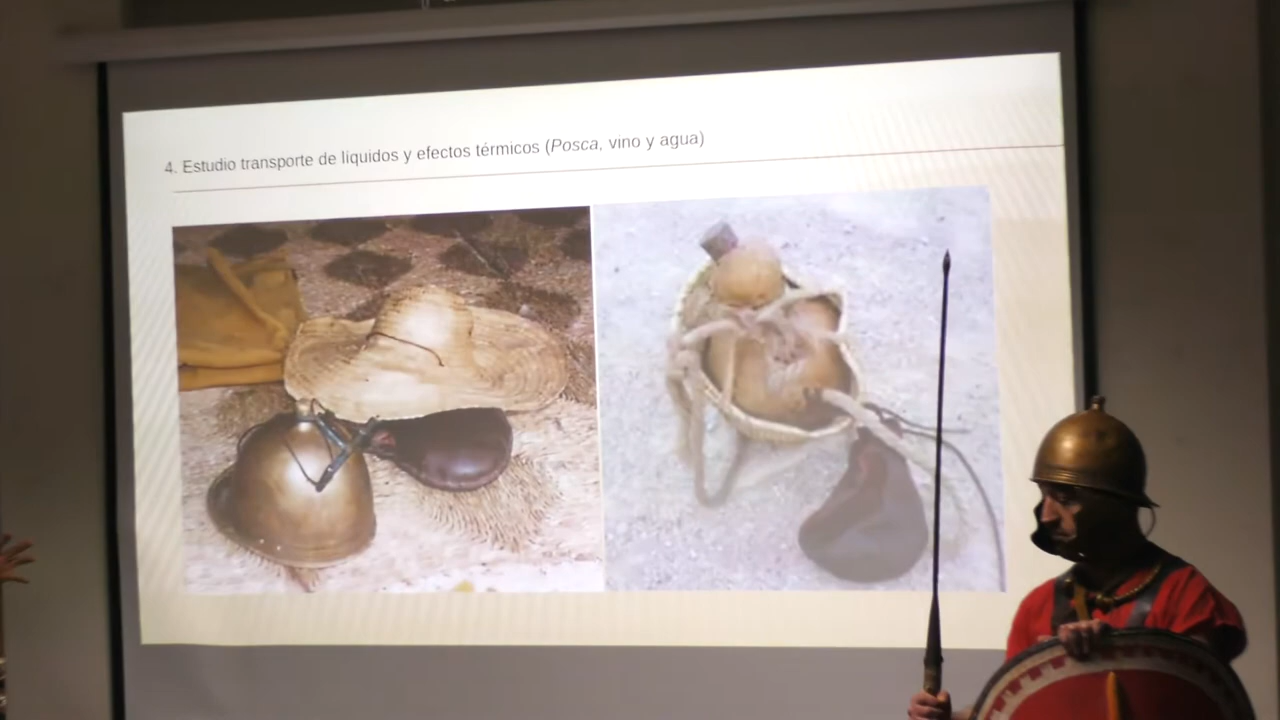 4. Estudio transporte de líquidos y efectos térmicos (Posca, vino y agua)